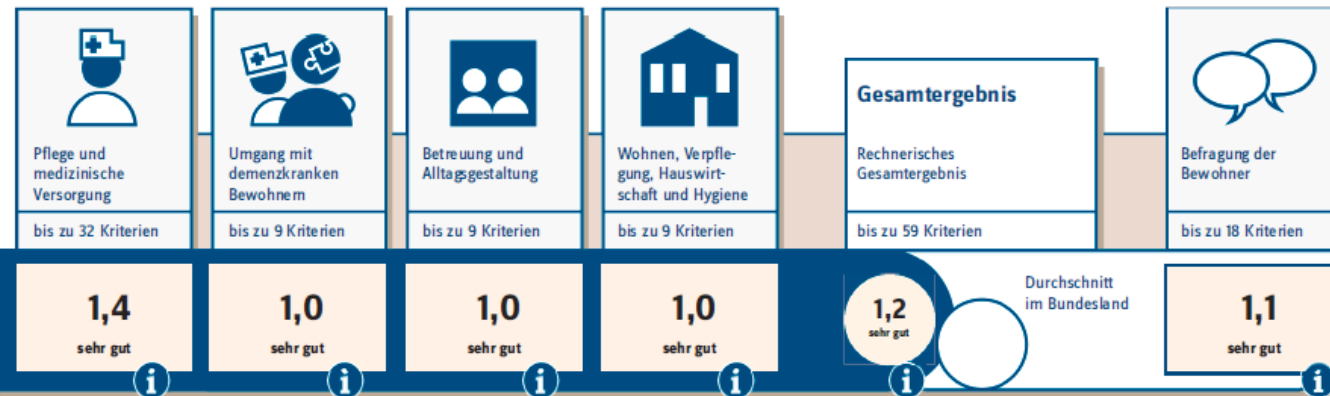 Pflege und
medizinische
Versorgung
bis zu 32 Kriterien
1,4
sehr gut
i
Umgang mit
demenzkranken
Bewohnern
bis zu 9 Kriterien
1,0
sehr gut
i
Betreuung und
Alltagsgestaltung
bis zu 9 Kriterien
1,0
sehr gut
i
Wohnen, Verpfle-
gung, Hauswirt-
schaft und Hygiene
bis zu 9 Kriterien
1,0
sehr gut
i
Gesamtergebnis
Rechnerisches
Gesamtergebnis
bis zu 59 Kriterien
1,2
sehr gut
i
Durchschnitt
im Bundesland
Befragung der
Bewohner
bis zu 18 Kriterien
1,1
sehr gut
i